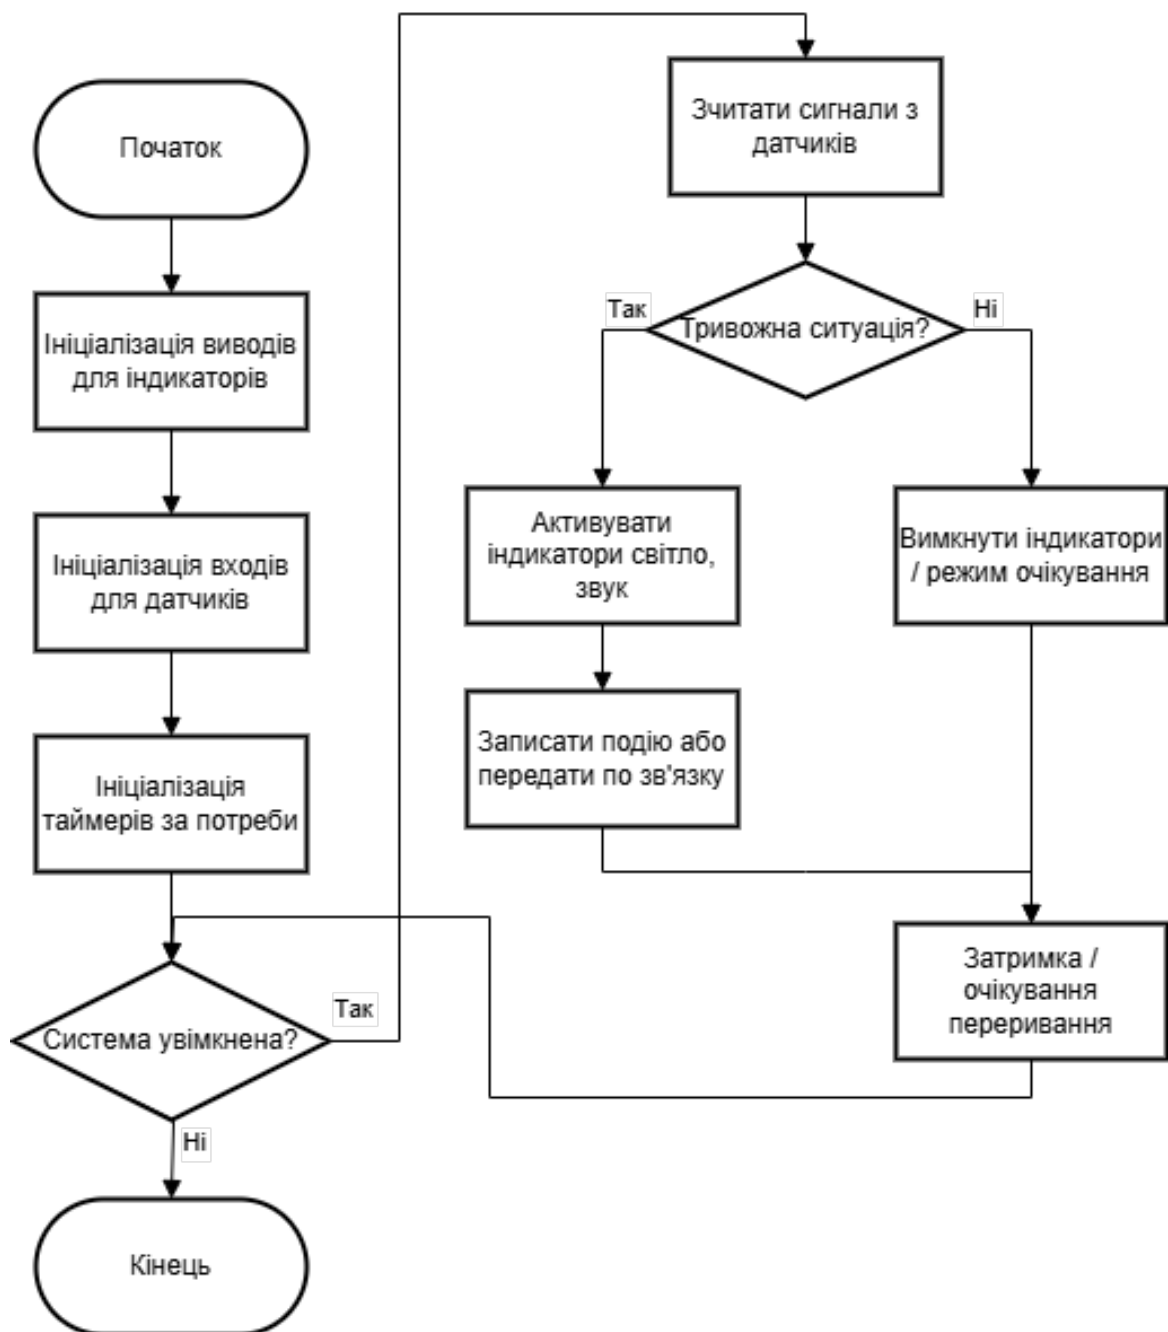 Початок
Ініціалізація виводів
для індикаторів
Ініціалізація входів
для датчиків
Ініціалізація
таймерів за потреби
Система увімкнена?
Так
Ні
Кінець
Зчитати сигнали з
датчиків
Тривожна ситуація?
Так
Ні
Активувати
індикатори світло,
звук
Записати подію або
передати по зв'язку
Вимкнути індикатори
/ режим очікування
Затримка /
очікування
переривання